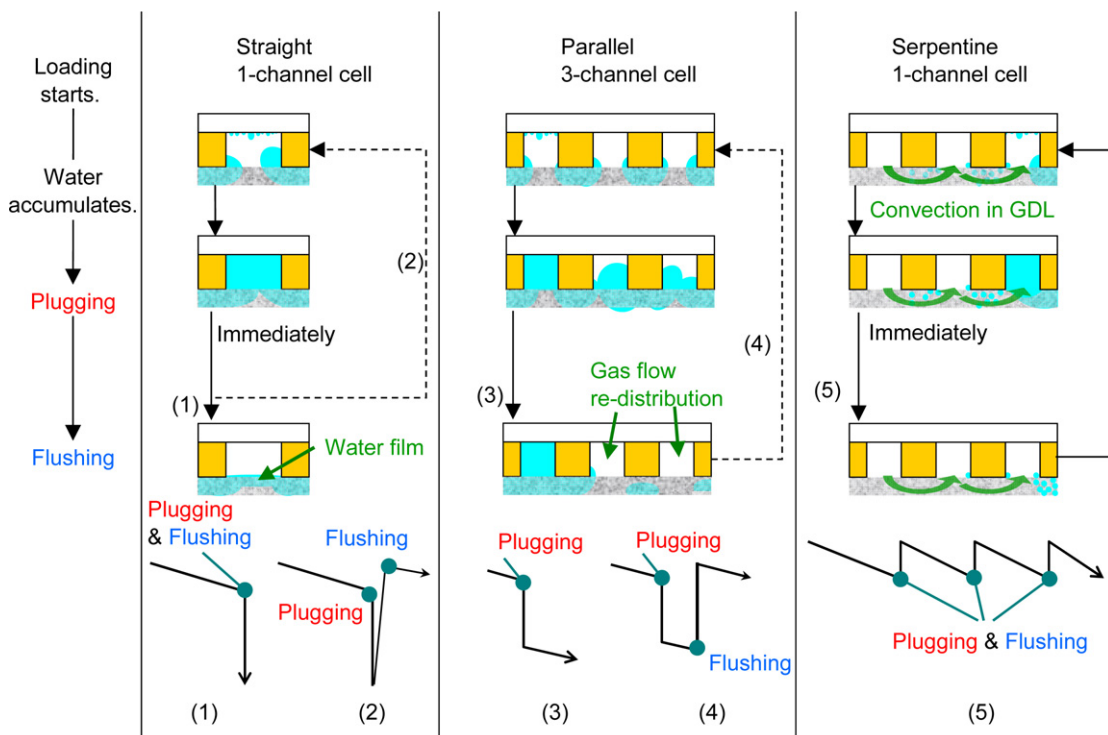 Loading
starts.
Water
accumulates.
Plugging
Flushing
Straight
1-channel cell
(2)
Immediately
(1)
Water film
Plugging
& Flushing
Flushing
Plugging
(1)
(2)
Parallel
3-channel cell
(4)
(3)
Gas flow
re-distribution
Plugging
Plugging
Flushing
(3)
(4)
Serpentine
1-channel cell
Convection in GDL
Immediately
(5)
Plugging & Flushing
(5)